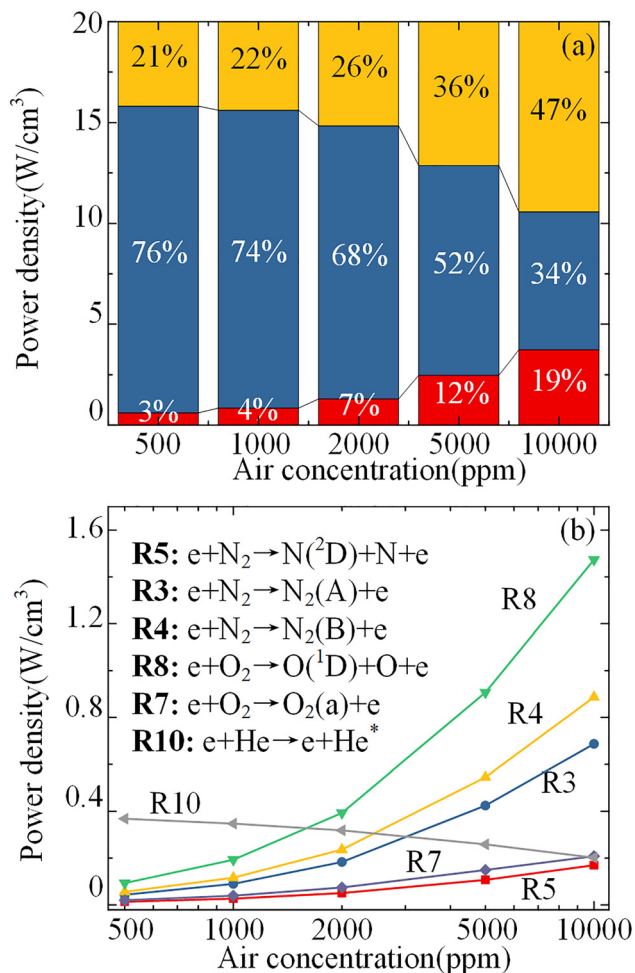 (a)
Power density(W/cm³)
20
15
10
5
0
21% 22% 26% 36% 47%
76% 74% 68% 52% 34%
3% 4% 7% 12% 19%
500 1000 2000 5000 10000
Air concentration(ppm)
(b)
Power density(W/cm³)
1.6
1.2
0.8
0.4
0
R5: e+N₂→N(²D)+N+e
R3: e+N₂→N₂(A)+e
R4: e+N₂→N₂(B)+e
R8: e+O₂→O(¹D)+O+e
R7: e+O₂→O₂(a)+e
R10: e+He→e+He*
R8
R4
R3
R10
R7
R5
500 1000 2000 5000 10000
Air concentration(ppm)